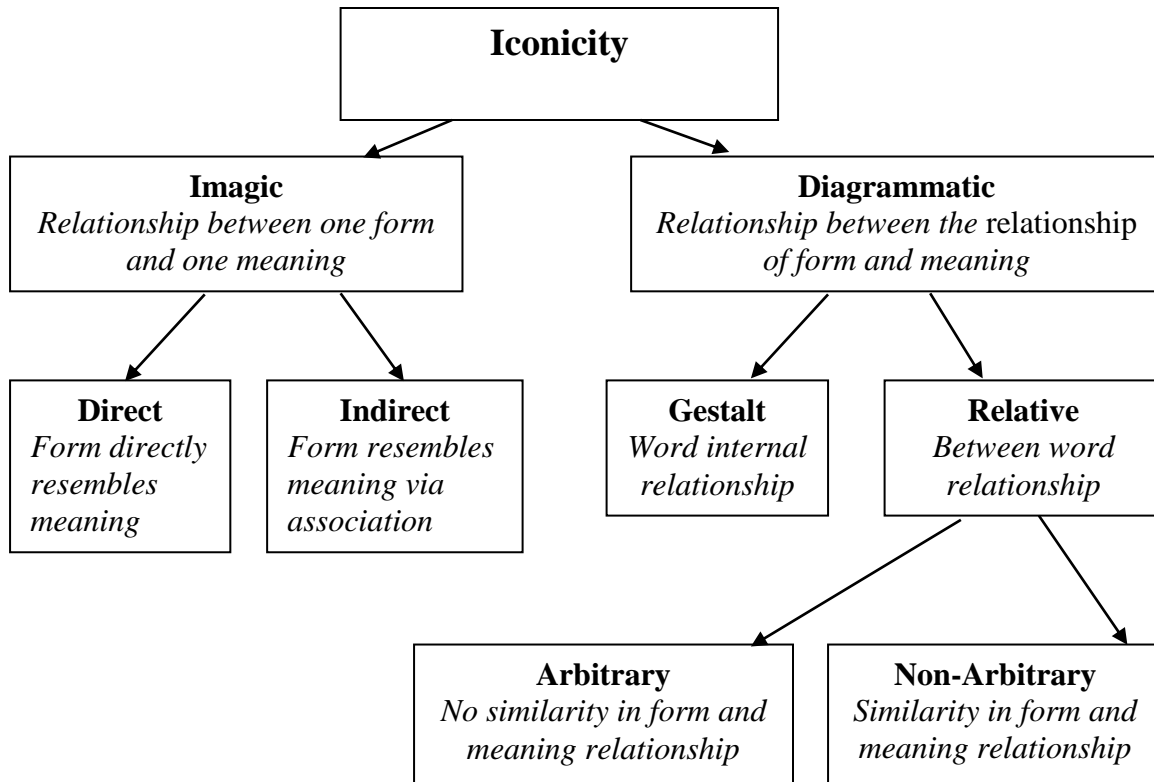 Iconicity
Imagic
Relationship between one form
and one meaning
Diagrammatic
Relationship between the relationship
of form and meaning
Direct
Form directly
resembles
meaning
Indirect
Form resembles
meaning via
association
Gestalt
Word internal
relationship
Relative
Between word
relationship
Arbitrary
No similarity in form and
meaning relationship
Non-Arbitrary
Similarity in form and
meaning relationship